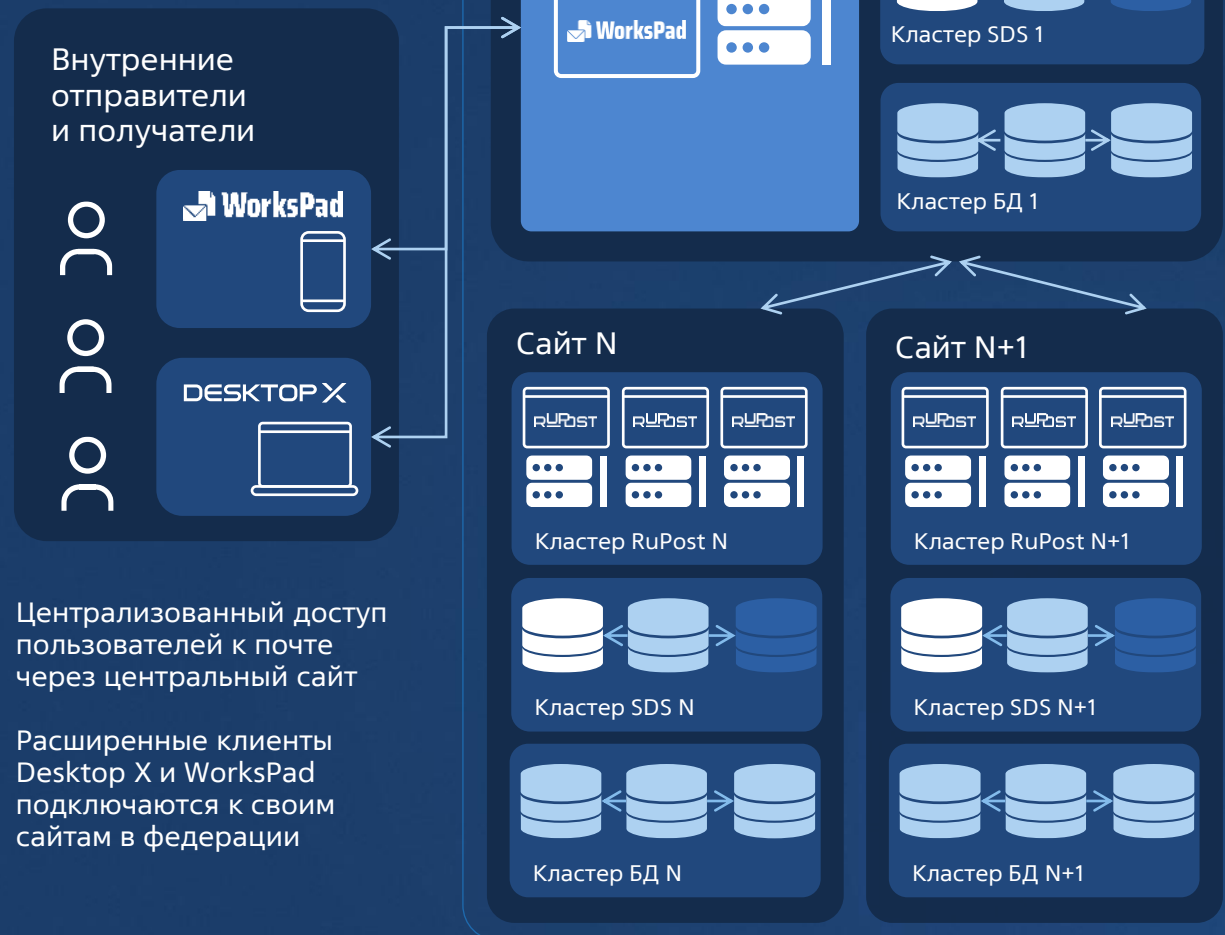 Внутренние
отправители
и получатели
WorksPad
DESKTOP X
Централизованный доступ
пользователей к почте
через центральный сайт
Расширенные клиенты
Desktop X и WorksPad
подключаются к своим
сайтам в федерации
WorksPad
Кластер SDS 1
Кластер БД 1
Сайт N
RUPOST RUPOST RUPOST
Кластер RuPost N
Кластер SDS N
Кластер БД N
Сайт N+1
RUPOST RUPOST RUPOST
Кластер RuPost N+1
Кластер SDS N+1
Кластер БД N+1